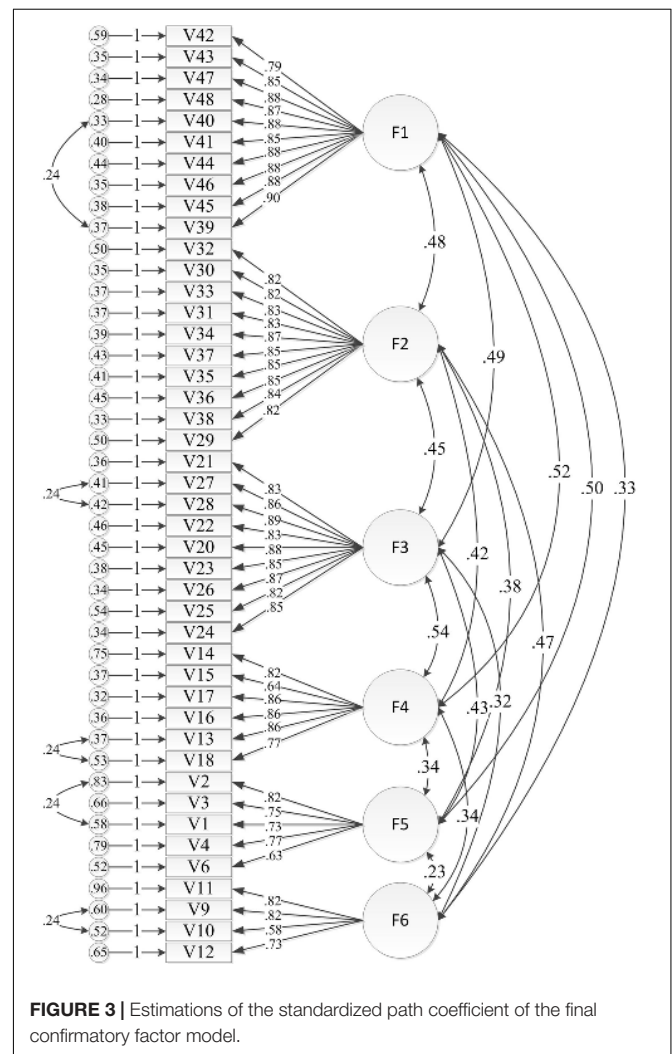 .59 1 V42
.35 1 V43
.34 1 V47
.28 1 V48
.33 1 V40
.40 1 V41
.44 1 V44
.35 1 V46
.38 1 V45
.37 1 V39
.24
.79
.85
.88
.87
.88
.85
.88
.88
.88
.90
F1
.48
.50 1 V32
.35 1 V30
.37 1 V33
.37 1 V31
.39 1 V34
.43 1 V37
.41 1 V35
.45 1 V36
.33 1 V38
.50 1 V29
.82
.82
.83
.83
.87
.85
.85
.85
.84
.82
F2
.49
.45
.52
.50
.33
.36 1 V21
.41 1 V27
.42 1 V28
.46 1 V22
.45 1 V20
.38 1 V23
.34 1 V26
.54 1 V25
.34 1 V24
.24
.83
.86
.89
.83
.88
.85
.87
.82
.85
F3
.42
.38
.47
.54
.75 1 V14
.37 1 V15
.32 1 V17
.36 1 V16
.37 1 V13
.53 1 V18
.24
.82
.64
.86
.86
.86
.77
F4
.43
.32
.34
.34
.83 1 V2
.66 1 V3
.58 1 V1
.79 1 V4
.52 1 V6
.24
.82
.75
.73
.77
.63
F5
.23
.96 1 V11
.60 1 V9
.52 1 V10
.65 1 V12
.24
.82
.82
.58
.73
F6
FIGURE 3 | Estimations of the standardized path coefficient of the final
confirmatory factor model.